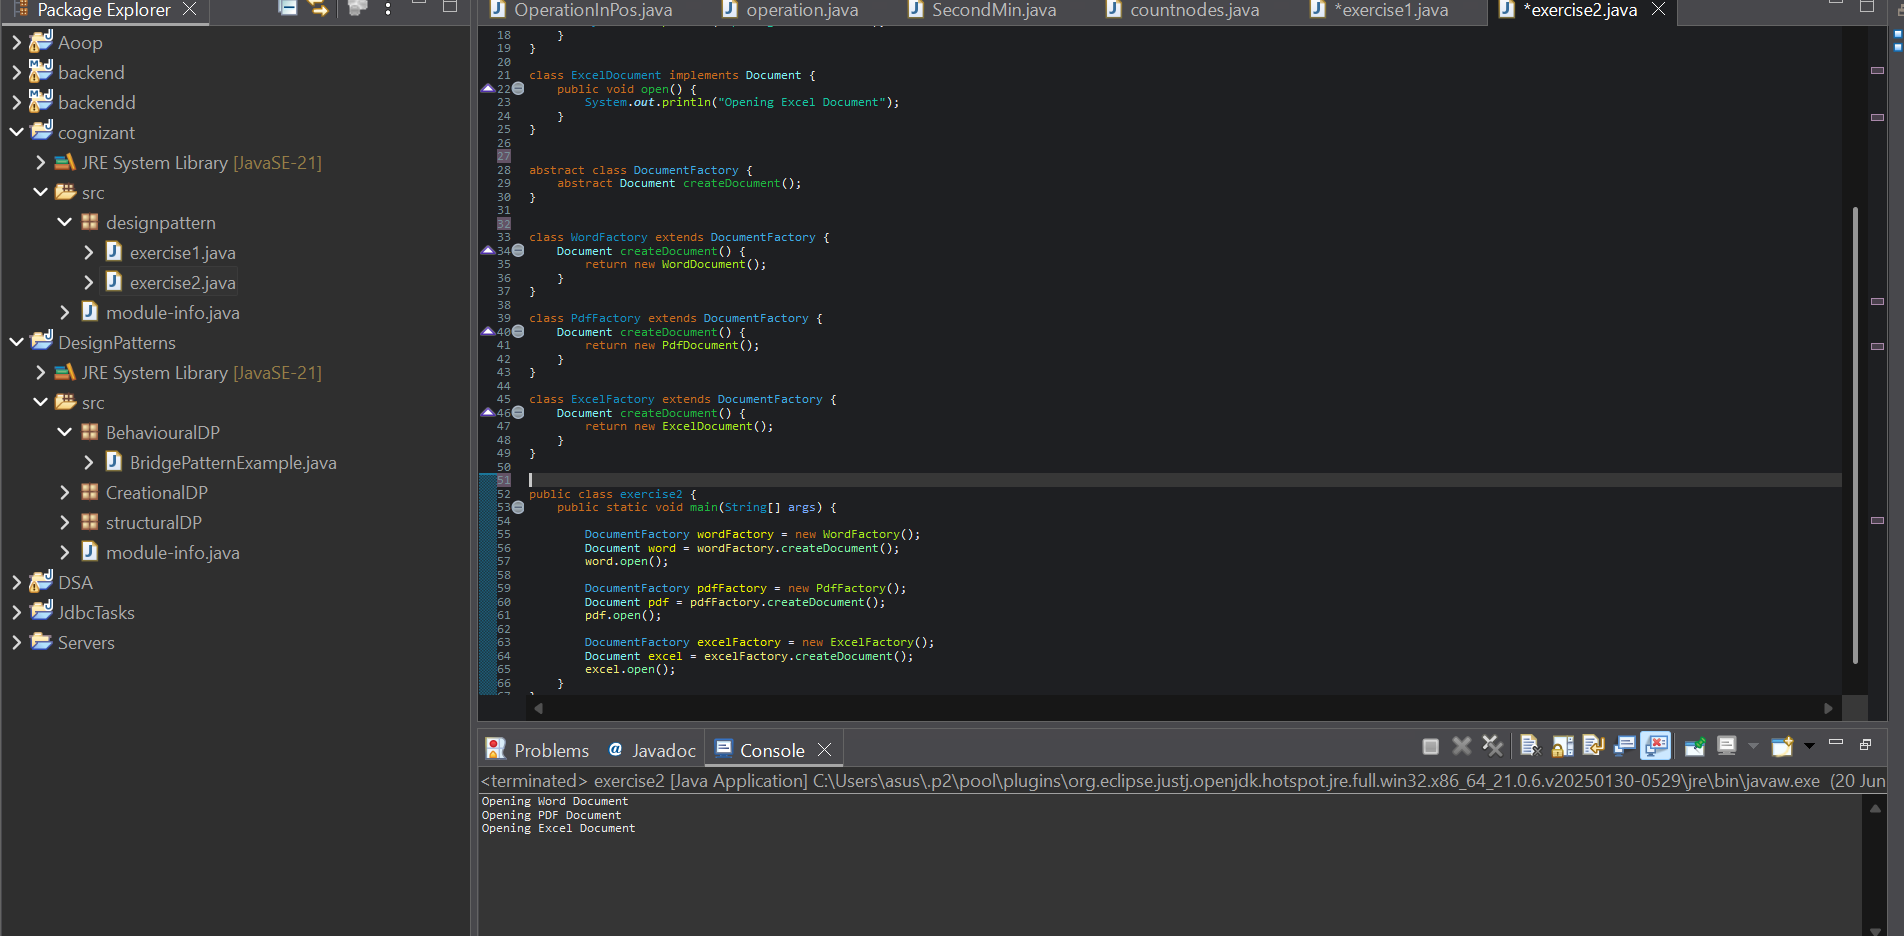 Package Explorer
Aoop
backend
backendd
cognizant
JRE System Library [JavaSE-21]
src
designpattern
exercise1.java
exercise2.java
module-info.java
DesignPatterns
JRE System Library [JavaSE-21]
src
BehaviouralDP
BridgePatternExample.java
CreationalDP
structuralDP
module-info.java
DSA
JdbcTasks
Servers
OperationInPos.java operation.java SecondMin.java countnodes.java *exercise1.java *exercise2.java
18 }
19 }
20
21 class ExcelDocument implements Document {
22 public void open() {
23 System.out.println("Opening Excel Document");
24 }
25 }
26
27
28 abstract class DocumentFactory {
29 abstract Document createDocument();
30 }
31
32
33 class WordFactory extends DocumentFactory {
34 Document createDocument() {
35 return new WordDocument();
36 }
37 }
38
39 class PdfFactory extends DocumentFactory {
40 Document createDocument() {
41 return new PdfDocument();
42 }
43 }
44
45 class ExcelFactory extends DocumentFactory {
46 Document createDocument() {
47 return new ExcelDocument();
48 }
49 }
50
51
52 public class exercise2 {
53 public static void main(String[] args) {
54
55 DocumentFactory wordFactory = new WordFactory();
56 Document word = wordFactory.createDocument();
57 word.open();
58
59 DocumentFactory pdfFactory = new PdfFactory();
60 Document pdf = pdfFactory.createDocument();
61 pdf.open();
62
63 DocumentFactory excelFactory = new ExcelFactory();
64 Document excel = excelFactory.createDocument();
65 excel.open();
66 }
Problems @ Javadoc Console
<terminated> exercise2 [Java Application] C:\Users\asus\.p2\pool\plugins\org.eclipse.justj.openjdk.hotspot.jre.full.win32.x86_64_21.0.6.v20250130-0529\jre\bin\javaw.exe (20 Jun
Opening Word Document
Opening PDF Document
Opening Excel Document